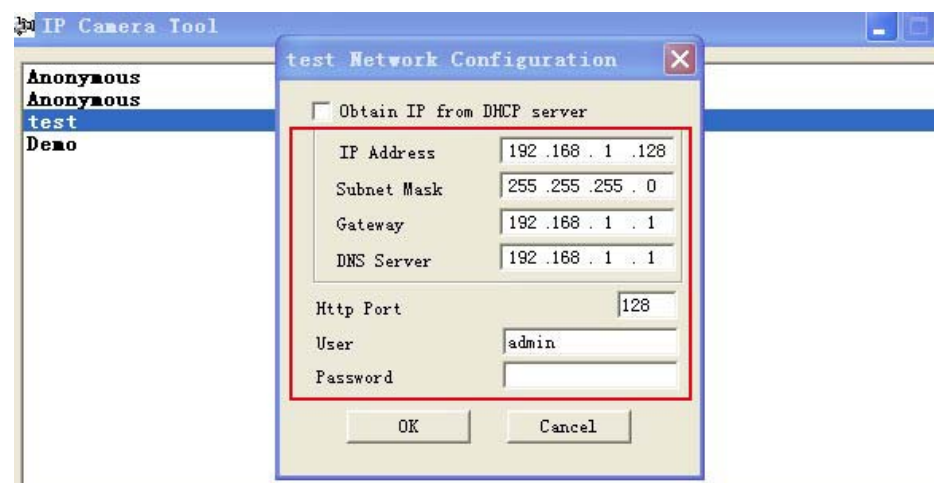 IP Camera Tool
Anonymous
Anonymous
test
Demo
test Network Configuration
Obtain IP from DHCP server
IP Address 192 .168 . 1 .128
Subnet Mask 255 .255 .255 . 0
Gateway 192 .168 . 1 . 1
DNS Server 192 .168 . 1 . 1
Http Port 128
User admin
Password
OK Cancel